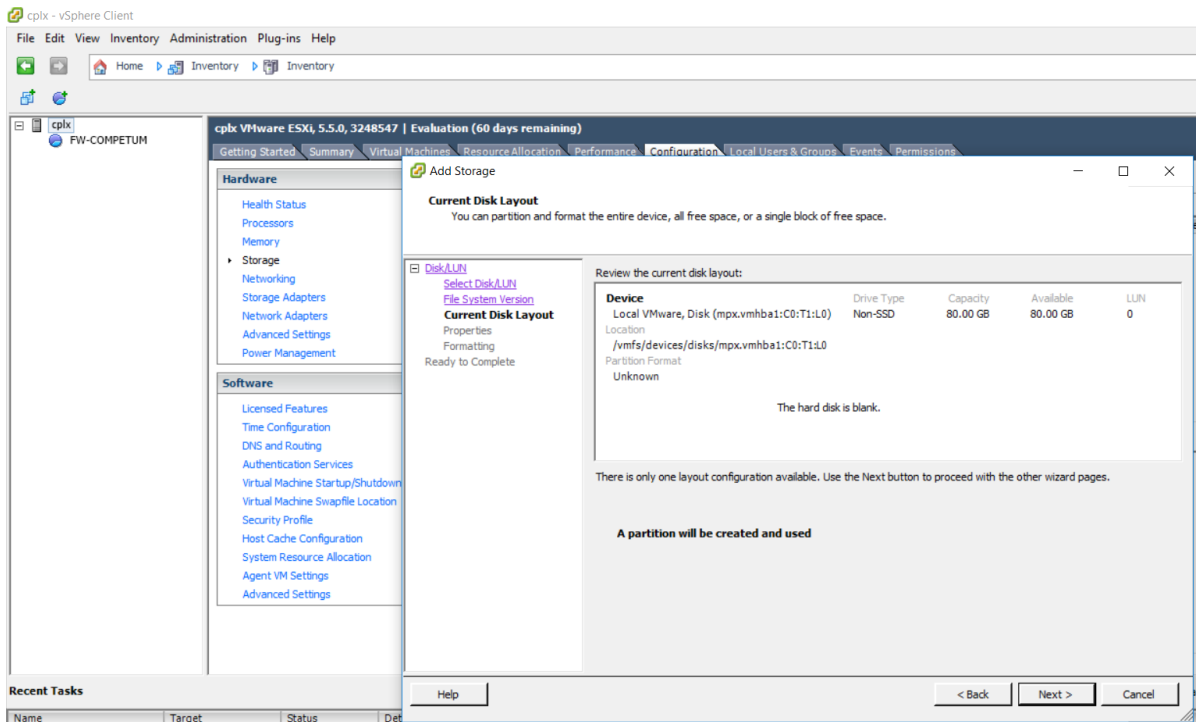 cplx - vSphere Client
File Edit View Inventory Administration Plug-ins Help
Home Inventory Inventory
cplx
FW-COMPETUM
cplx VMware ESXi, 5.5.0, 3248547 | Evaluation (60 days remaining)
Getting Started Summary Virtual Machines Resource Allocation Performance Configuration Local Users & Groups Events Permissions
Hardware
Health Status
Processors
Memory
Storage
Networking
Storage Adapters
Network Adapters
Advanced Settings
Power Management
Software
Licensed Features
Time Configuration
DNS and Routing
Authentication Services
Virtual Machine Startup/Shutdown
Virtual Machine Swapfile Location
Security Profile
Host Cache Configuration
System Resource Allocation
Agent VM Settings
Advanced Settings
Add Storage
Current Disk Layout
You can partition and format the entire device, all free space, or a single block of free space.
Disk/LUN
Select Disk/LUN
File System Version
Current Disk Layout
Properties
Formatting
Ready to Complete
Review the current disk layout:
Device Drive Type Capacity Available LUN
Local VMware, Disk (mpx.vmhba1:C0:T1:L0) Non-SSD 80.00 GB 80.00 GB 0
Location
/vmfs/devices/disks/mpx.vmhba1:C0:T1:L0
Partition Format
Unknown
The hard disk is blank.
There is only one layout configuration available. Use the Next button to proceed with the other wizard pages.
A partition will be created and used
Help < Back Next > Cancel
Recent Tasks
Name Target Status Det